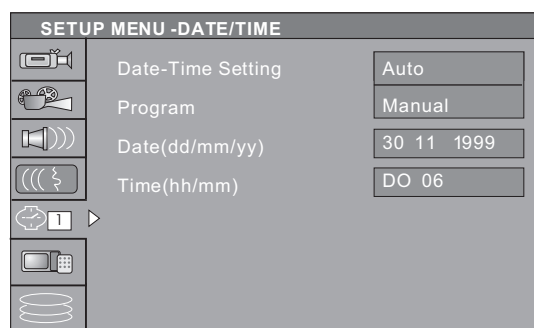 SETUP MENU -DATE/TIME
Date-Time Setting Auto
Program Manual
Date(dd/mm/yy) 30 11 1999
Time(hh/mm) DO 06
1